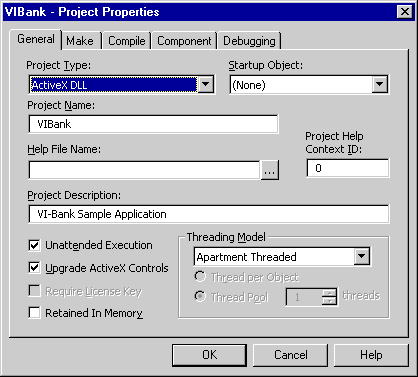 VIBank - Project Properties
General Make Compile Component Debugging
Project Type: Startup Object:
ActiveX DLL (None)
Project Name:
VIBank
Help File Name: Project Help Context ID:
... 0
Project Description:
VI-Bank Sample Application
Unattended Execution
Upgrade ActiveX Controls
Require License Key
Retained In Memory
Threading Model
Apartment Threaded
Thread per Object
Thread Pool 1 threads
OK Cancel Help